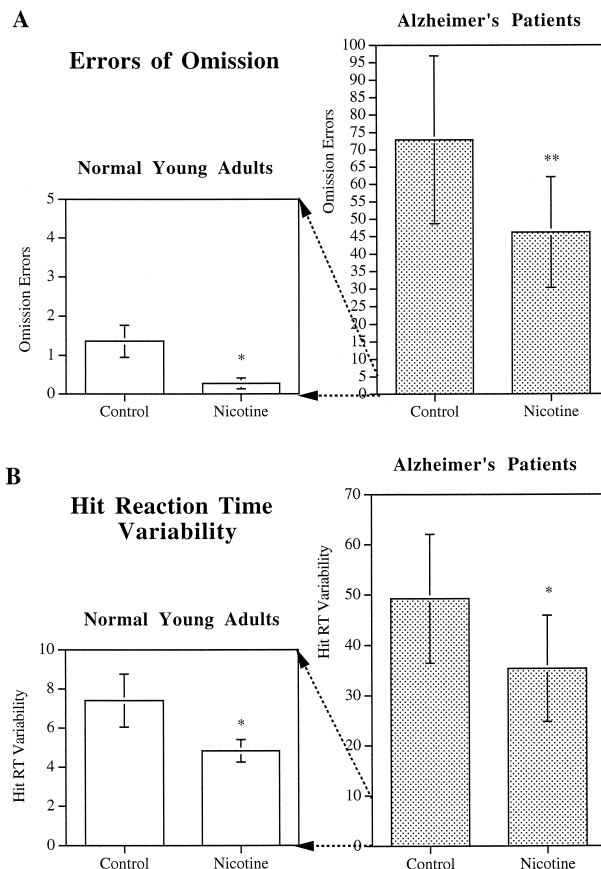 A
Errors of Omission
Normal Young Adults
Omission Errors
5
4
3
2
1
0
*
Control
Nicotine
Alzheimer's Patients
Omission Errors
100
95
90
85
80
75
70
65
60
55
50
45
40
35
30
25
20
15
10
5
0
**
Control
Nicotine
B
Hit Reaction Time
Variability
Normal Young Adults
Hit RT Variability
10
8
6
4
2
0
*
Control
Nicotine
Alzheimer's Patients
Hit RT Variability
70
60
50
40
30
20
10
0
*
Control
Nicotine